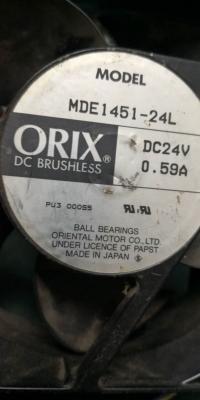 MODEL
MDE1451-24L
ORIX®
DC BRUSHLESS
DC24V
0.59A
PU3 00055
BALL BEARINGS
ORIENTAL MOTOR CO.LTD.
UNDER LICENCE OF PAPST
MADE IN JAPAN